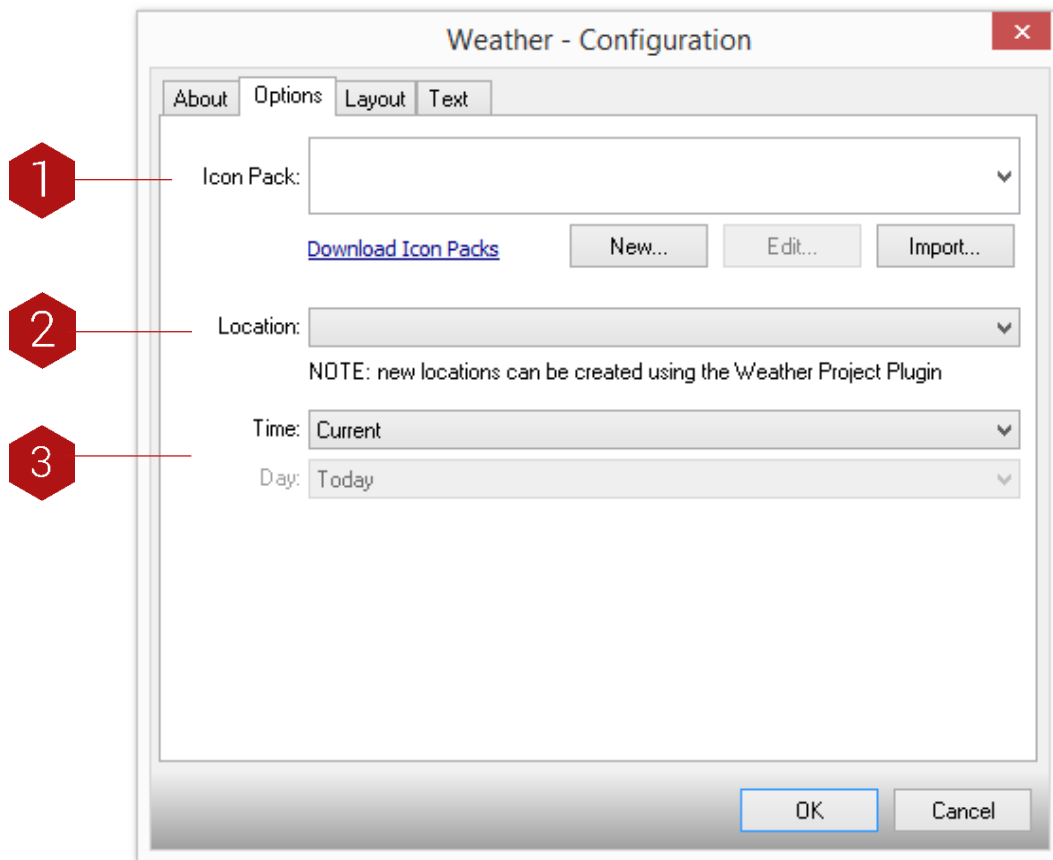 Weather - Configuration
About Options Layout Text
1
Icon Pack:
Download Icon Packs New... Edit... Import...
2
Location:
NOTE: new locations can be created using the Weather Project Plugin
Time: Current
3
Day: Today
OK Cancel